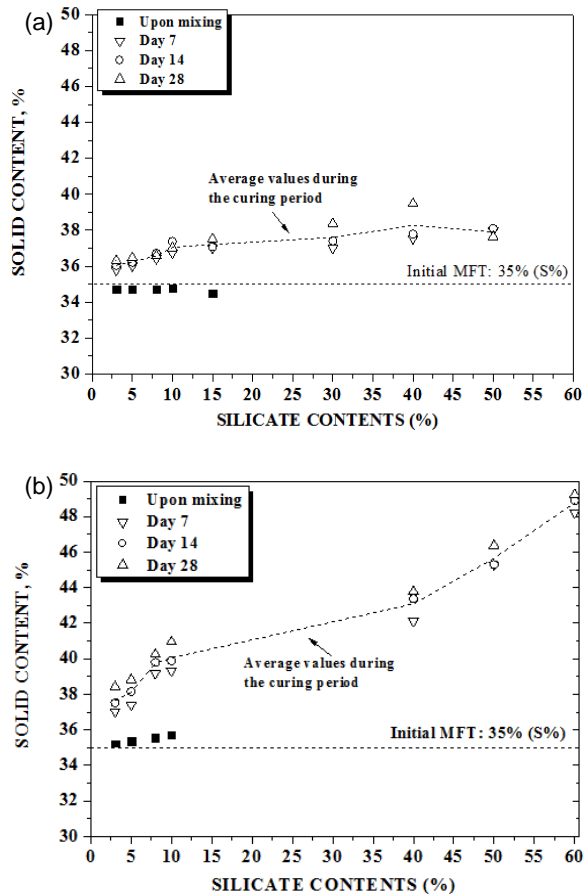 (a)
50
48
46
44
42
40
38
36
34
32
30
SOLID CONTENT, %
Upon mixing
Day 7
Day 14
Day 28
Average values during
the curing period
Initial MFT: 35% (S%)
0 5 10 15 20 25 30 35 40 45 50 55 60
SILICATE CONTENTS (%)
(b)
50
48
46
44
42
40
38
36
34
32
30
SOLID CONTENT, %
Upon mixing
Day 7
Day 14
Day 28
Average values during
the curing period
Initial MFT: 35% (S%)
0 5 10 15 20 25 30 35 40 45 50 55 60
SILICATE CONTENTS (%)